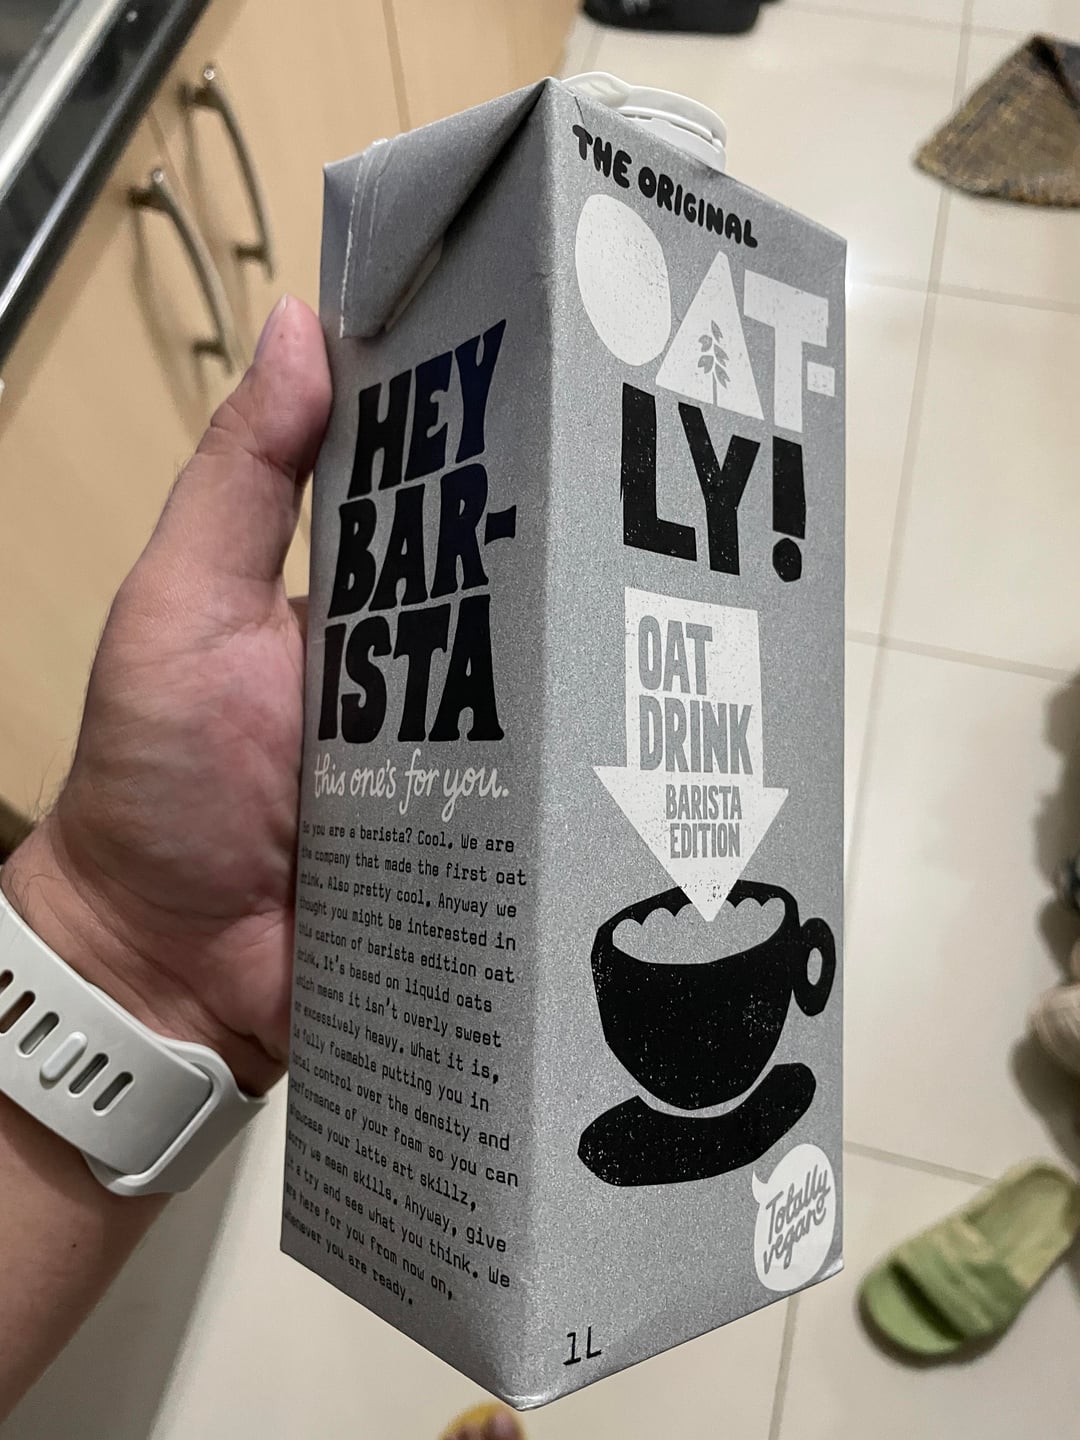 HEY
BAR-
ISTA
this one's for you.
So you are a barista? Cool. We are
the company that made the first oat
drink. Also pretty cool. Anyway we
thought you might be interested in
this carton of barista edition oat
drink. It's based on liquid oats
which means it isn't overly sweet
or excessively heavy. What it is,
is fully foamable putting you in
total control over the density and
performance of your foam so you can
showcase your latte art skillz,
sorry we mean skills. Anyway, give
it a try and see what you think. We
are here for you from now on,
whenever you are ready.
THE ORIGINAL
OAT-
LY!
OAT
DRINK
BARISTA
EDITION
Totally
vegan
1L